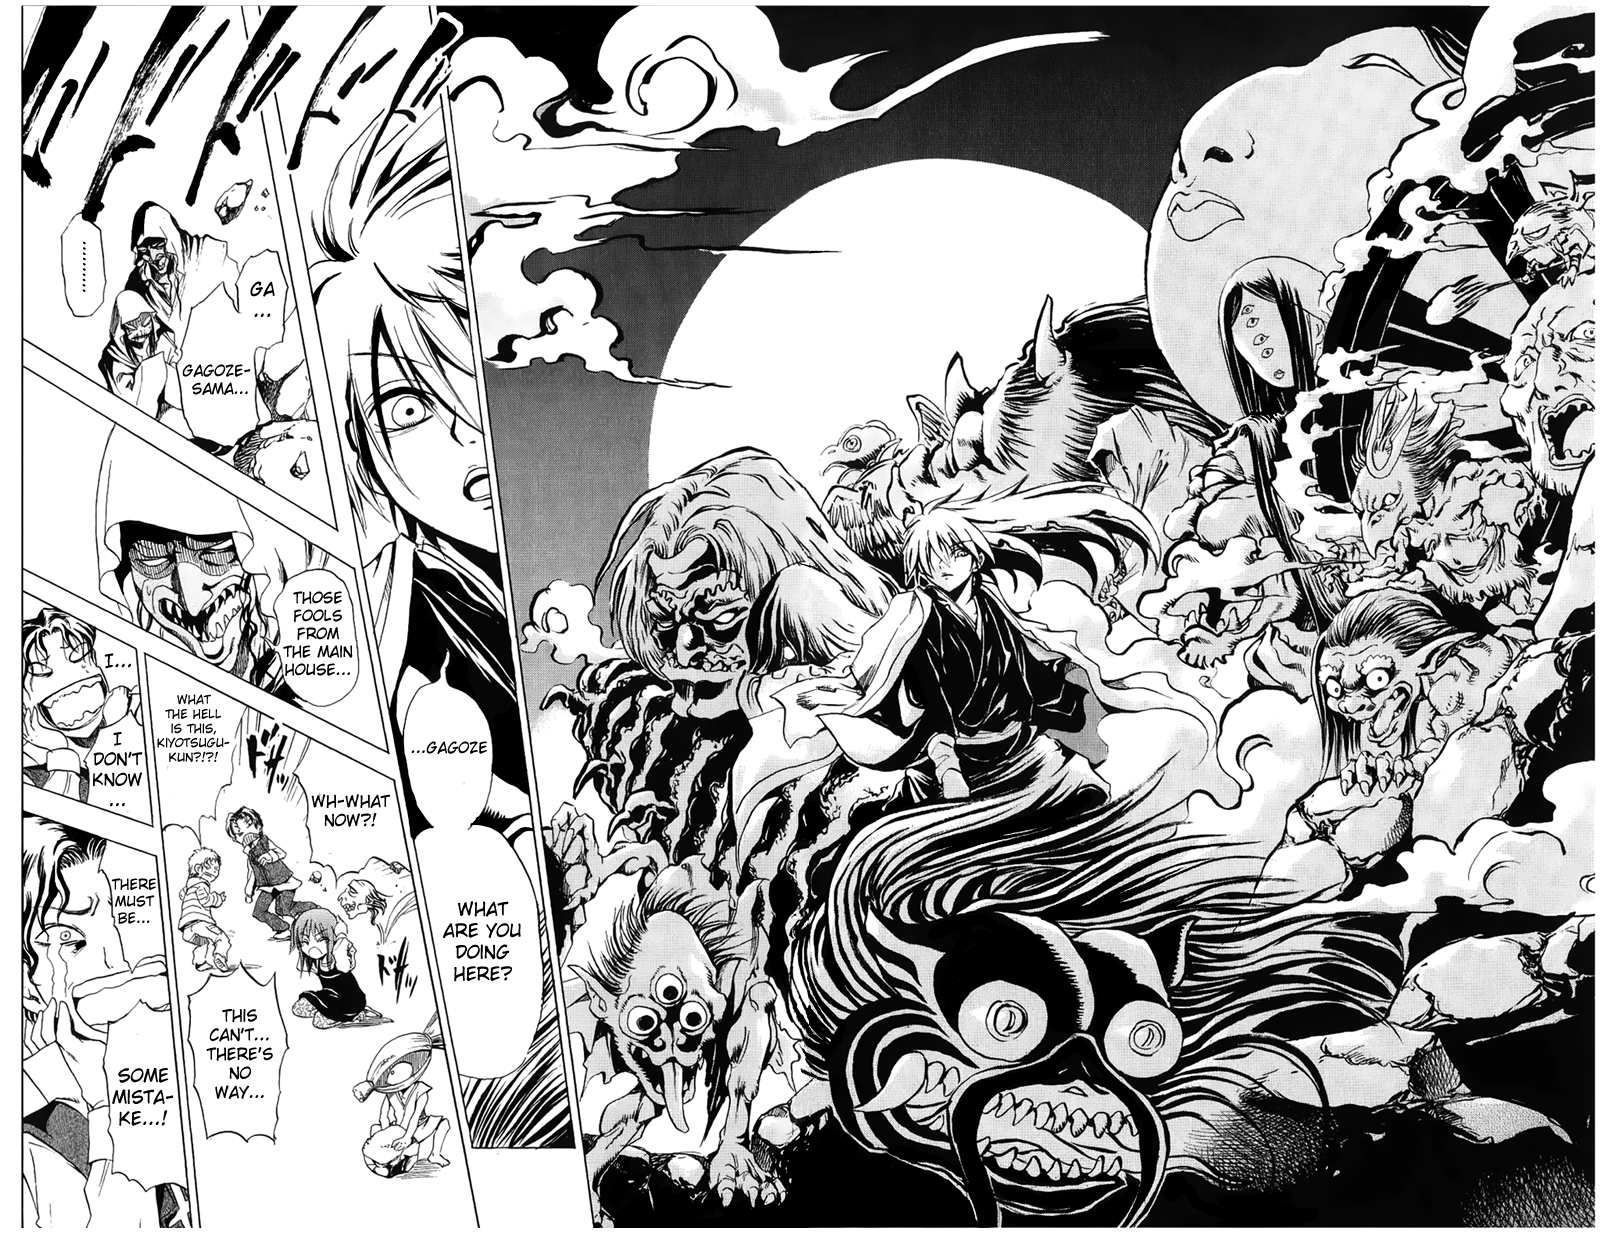 ...GAGOZE
WHAT
ARE YOU
DOING
HERE?
GA
...
GAGOZE-
SAMA...
..........
THOSE
FOOLS
FROM
THE MAIN
HOUSE...
WH-WHAT
NOW?!
WHAT
THE HELL
IS THIS,
KIYOTSUGU-
KUN?!?!
THIS
CAN'T...
THERE'S
NO
WAY...
I...
I
DON'T
KNOW
...
THERE
MUST
BE...
SOME
MISTA-
KE...!